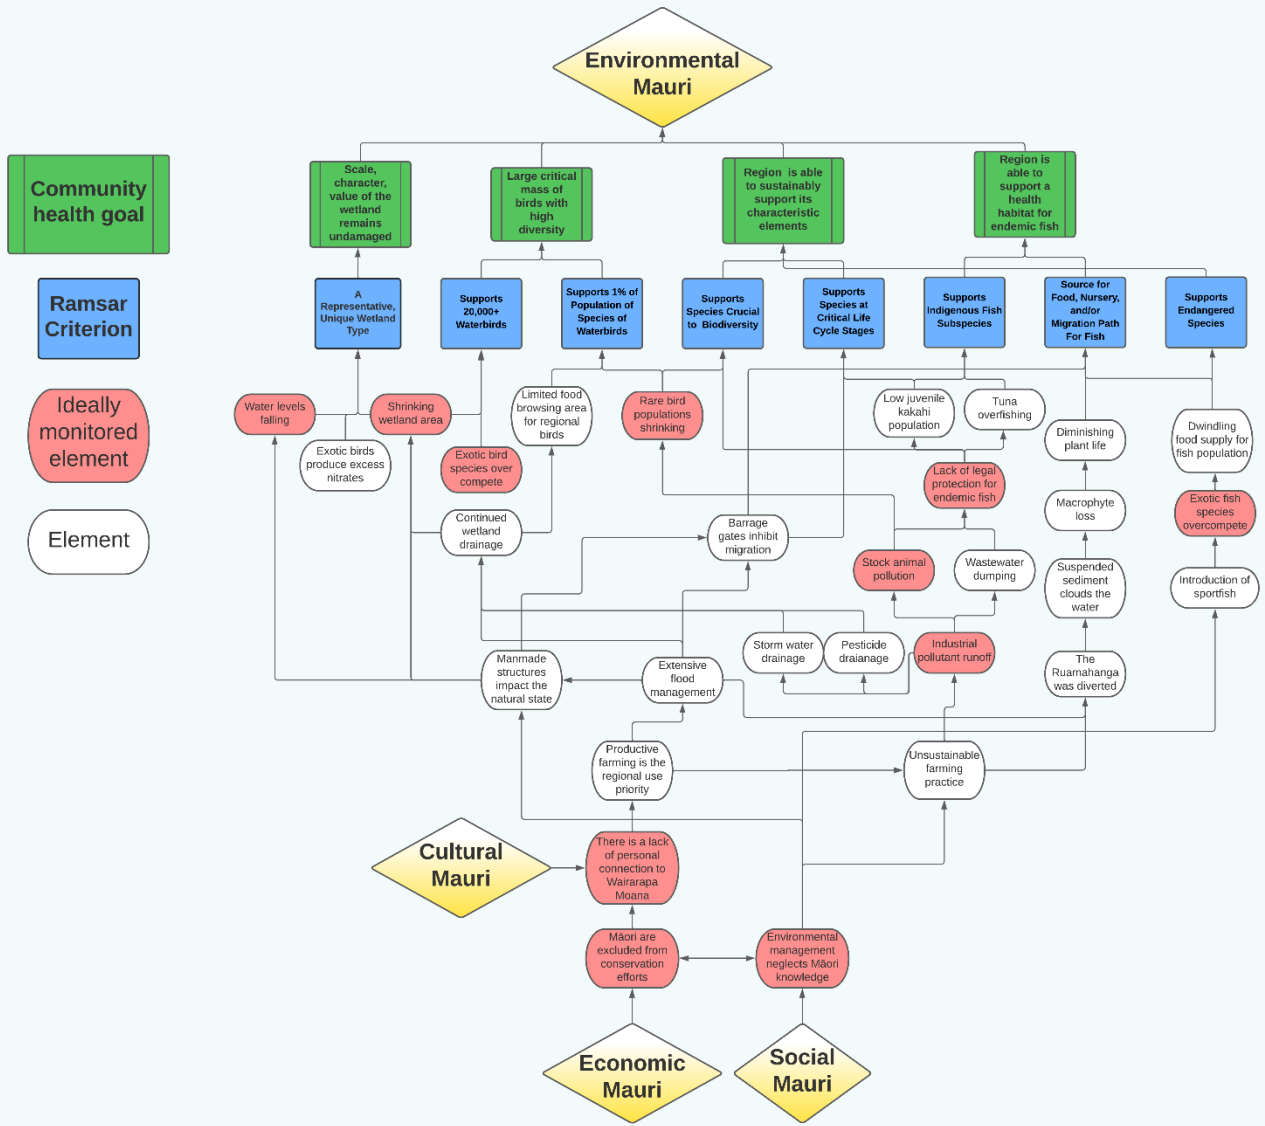 Environmental
Mauri
Community
health goal
Scale,
character,
value of the
wetland
remains
undamaged
Large critical
mass of
birds with
high
diversity
Region is able
to sustainably
support its
characteristic
elements
Region is
able to
support a
health
habitat for
endemic fish
Ramsar
Criterion
A
Representative,
Unique Wetland
Type
Supports
20,000+
Waterbirds
Supports 1% of
Population of
Species of
Waterbirds
Supports
Species Crucial
to Biodiversity
Supports
Species at
Critical Life
Cycle Stages
Supports
Indigenous Fish
Subspecies
Source for
Food, Nursery,
and/or
Migration Path
For Fish
Supports
Endangered
Species
Ideally
monitored
element
Water levels
falling
Shrinking
wetland area
Limited food
browsing area
for regional
birds
Rare bird
populations
shrinking
Low juvenile
kakahi
population
Tuna
overfishing
Diminishing
plant life
Dwindling
food supply for
fish population
Exotic birds
produce excess
nitrates
Exotic bird
species over
compete
Lack of legal
protection for
endemic fish
Macrophyte
loss
Exotic fish
species
overcompete
Element
Continued
wetland
drainage
Barrage
gates inhibit
migration
Stock animal
pollution
Wastewater
dumping
Suspended
sediment
clouds the
water
Introduction of
sportfish
Manmade
structures
impact the
natural state
Extensive
flood
management
Storm water
drainage
Pesticide
draianage
Industrial
pollutant runoff
The
Ruamahanga
was diverted
Productive
farming is the
regional use
priority
Unsustainable
farming
practice
Cultural
Mauri
There is a lack
of personal
connection to
Wairarapa
Moana
Māori are
excluded from
conservation
efforts
Environmental
management
neglects Māori
knowledge
Economic
Mauri
Social
Mauri